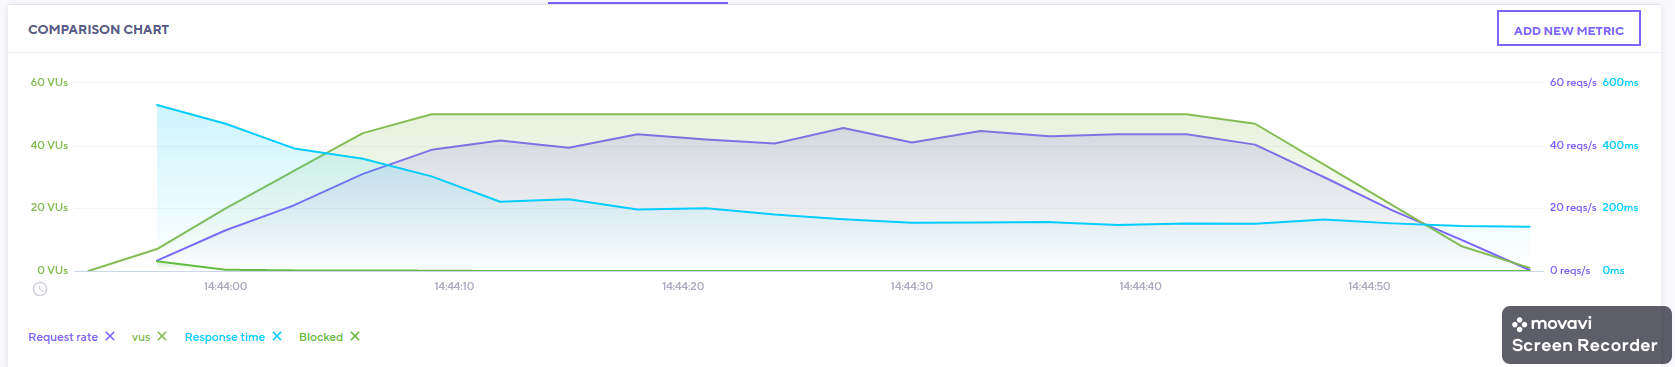 COMPARISON CHART
ADD NEW METRIC
60 VUs
60 reqs/s 600ms
40 VUs
40 reqs/s 400ms
20 VUs
20 reqs/s 200ms
0 VUs
0 reqs/s 0ms
14:44:00 14:44:10 14:44:20 14:44:30 14:44:40 14:44:50
Request rate ✕ vus ✕ Response time ✕ Blocked ✕
movavi
Screen Recorder